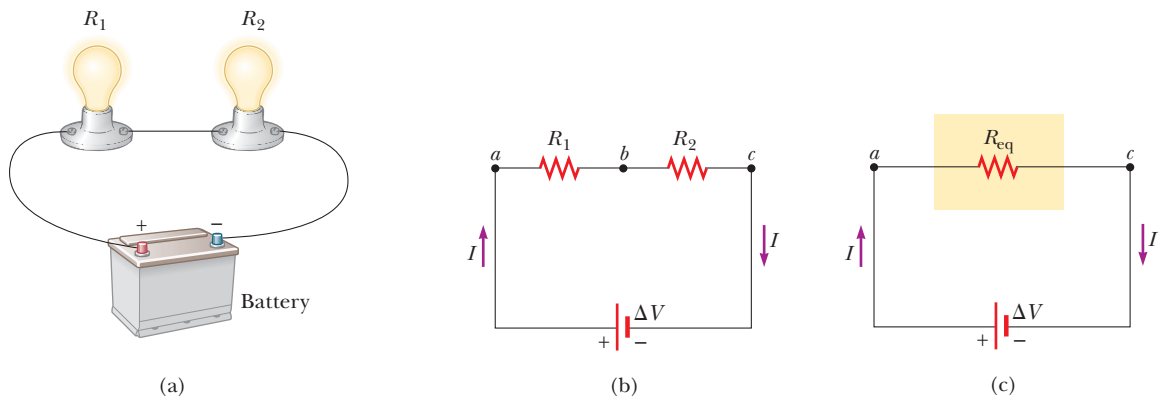 R1 R2
+ −
Battery
(a)
R1 R2
a b c
I I
ΔV
+ −
(b)
Req
a c
I I
ΔV
+ −
(c)